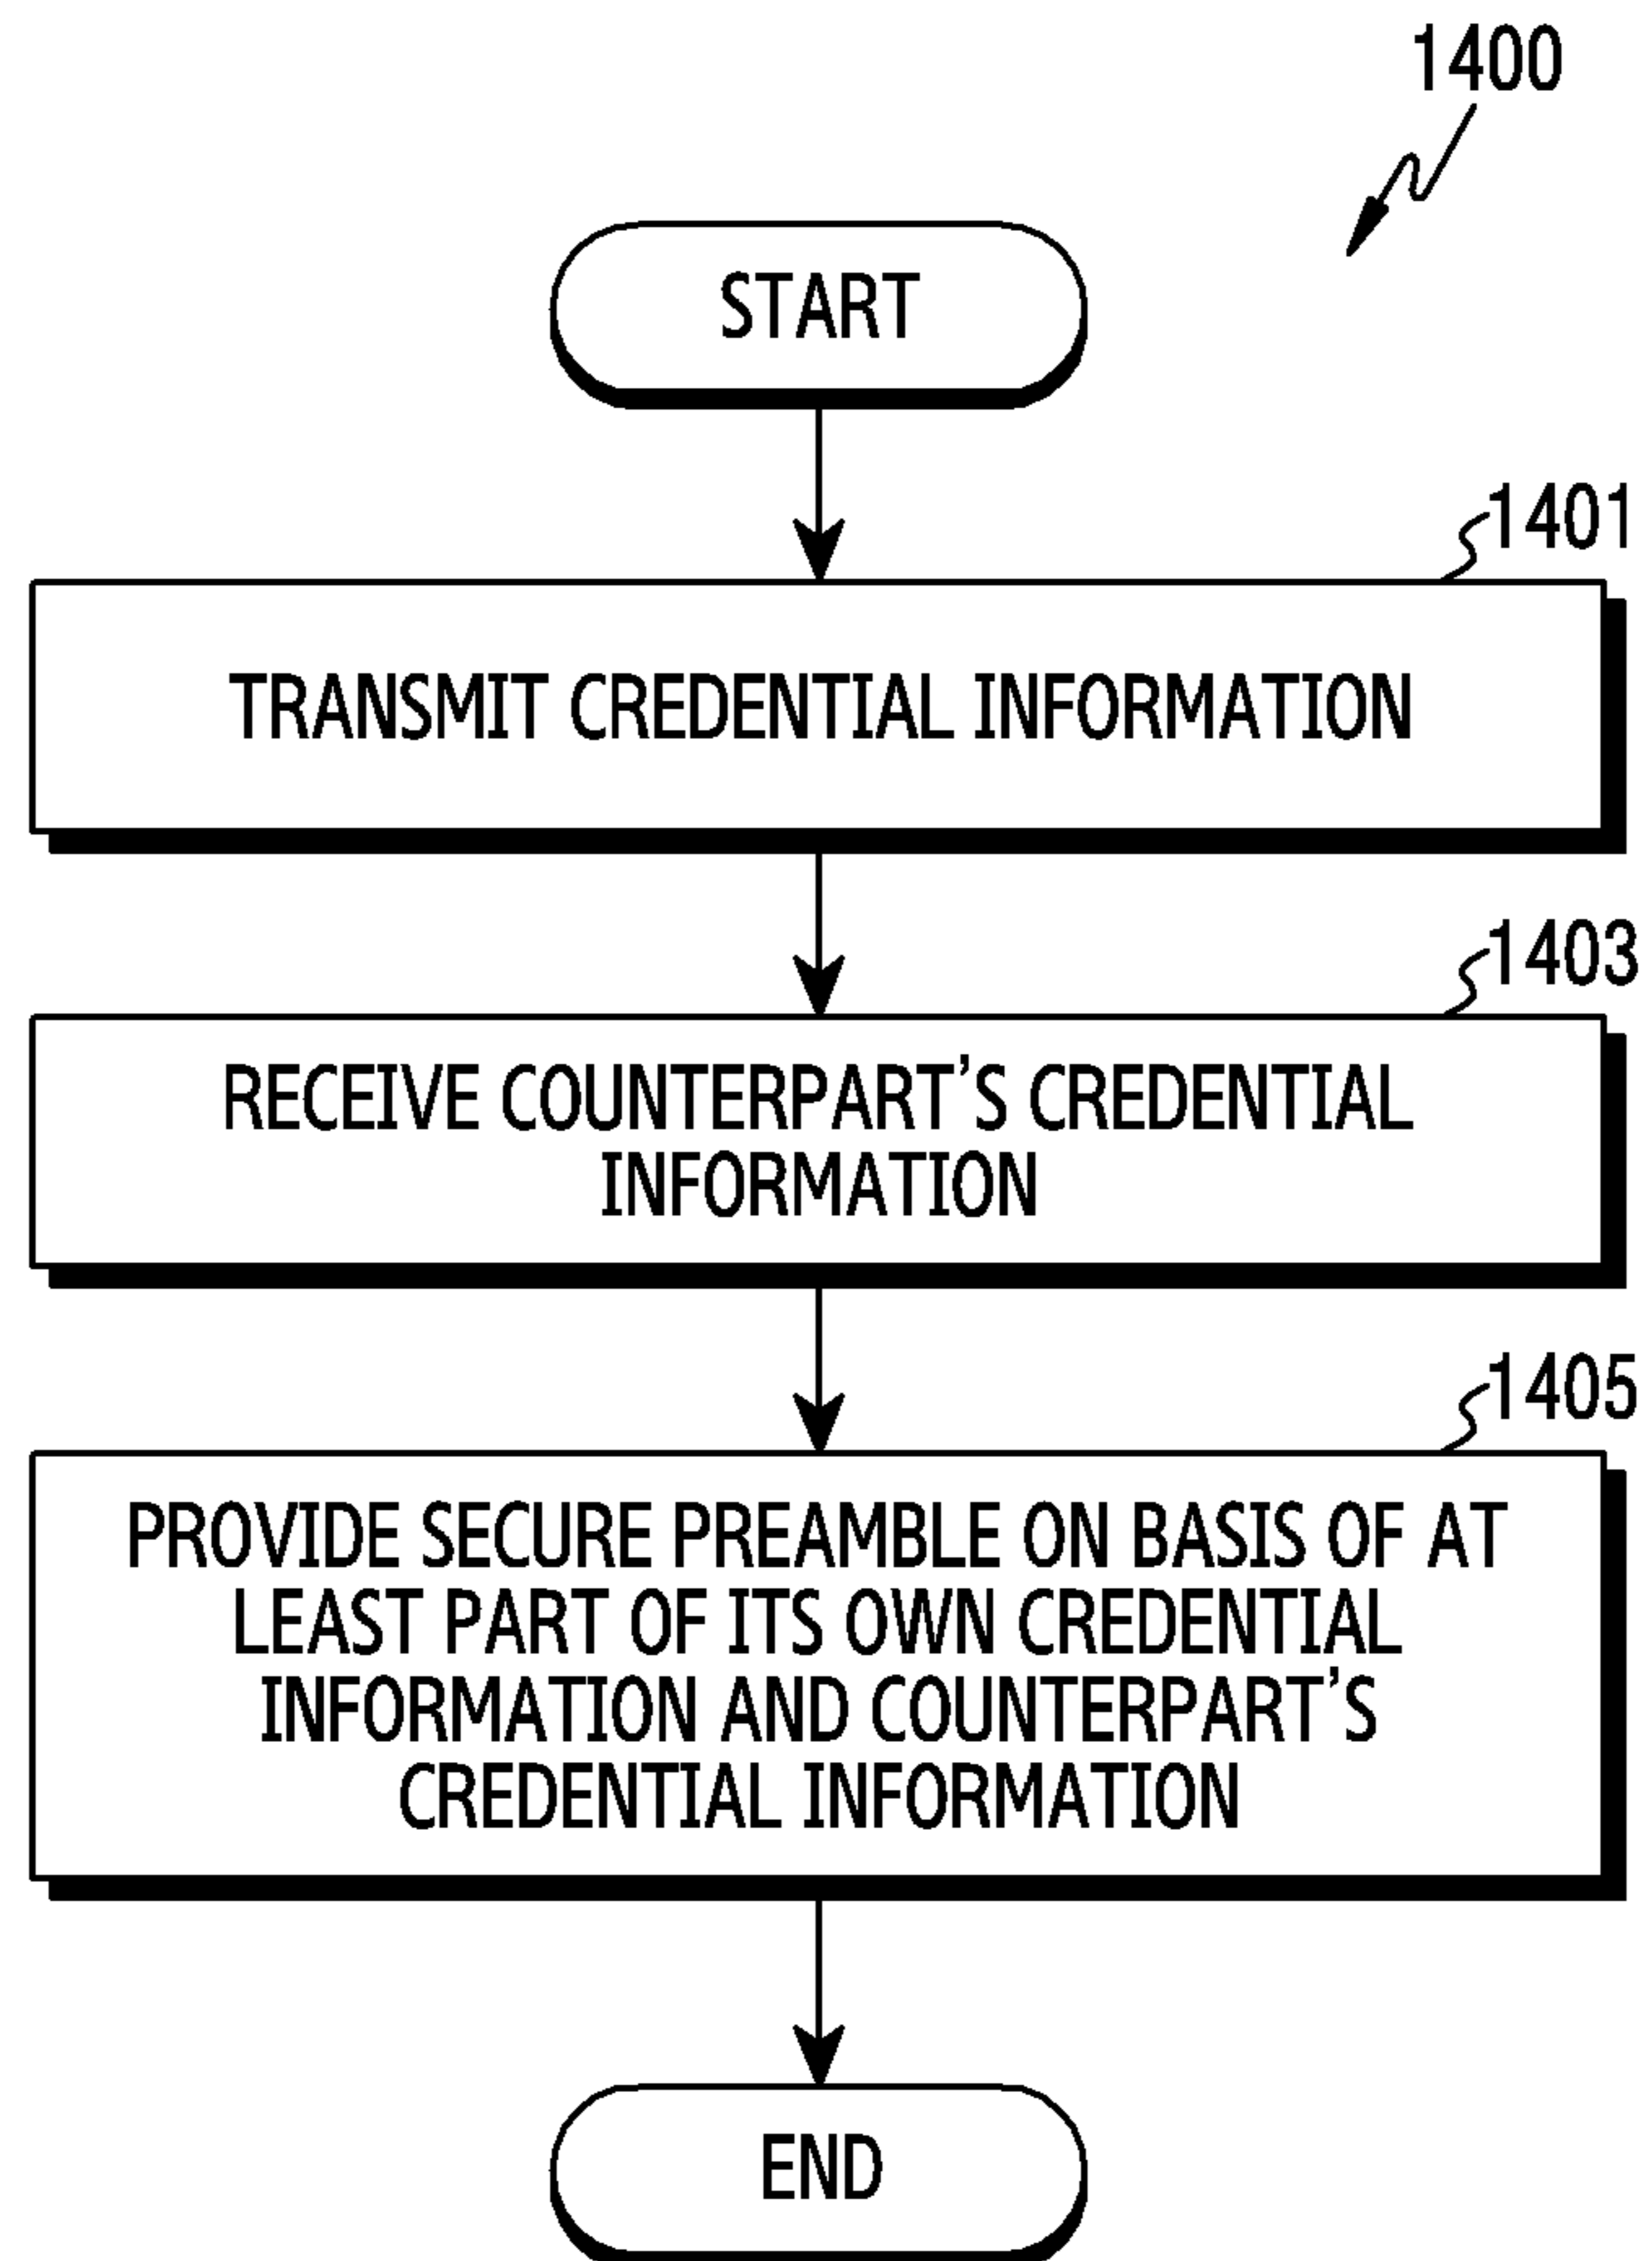 1400
START
1401
TRANSMIT CREDENTIAL INFORMATION
1403
RECEIVE COUNTERPART'S CREDENTIAL
INFORMATION
1405
PROVIDE SECURE PREAMBLE ON BASIS OF AT
LEAST PART OF ITS OWN CREDENTIAL
INFORMATION AND COUNTERPART'S
CREDENTIAL INFORMATION
END